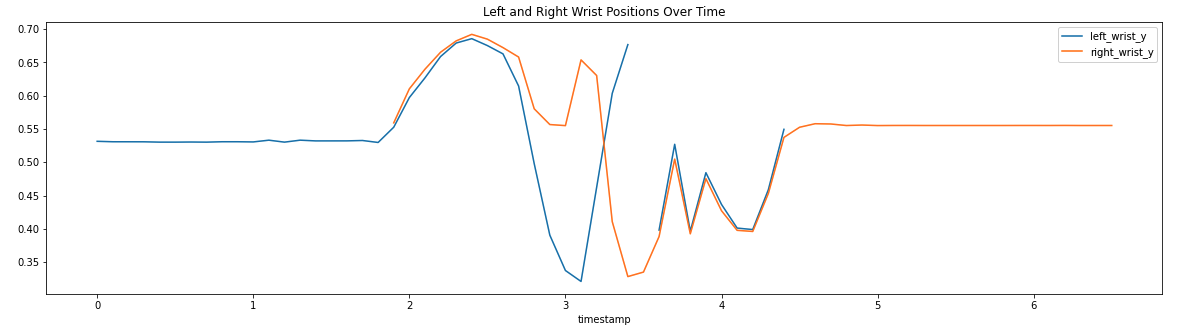 Left and Right Wrist Positions Over Time
left_wrist_y
right_wrist_y
0.70
0.65
0.60
0.55
0.50
0.45
0.40
0.35
0 1 2 3 4 5 6
timestamp